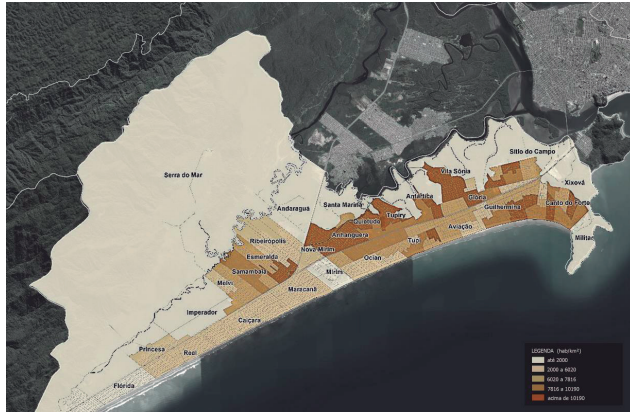 Sítio do Campo
Vila Sônia
Serra do Mar
Xixová
Antártica
Glória
Santa Marina
Canto do Forte
Andaraguá
Tupiry
Guilhermina
Quietude
Aviação
Anhanguera
Militar
Ribeirópolis
Tupi
Nova Mirim
Esmeralda
Ocian
Samambaia
Mirim
Melvi
Maracanã
Imperador
Caiçara
Princesa
Real
Flórida
LEGENDA (hab/km²)
até 2000
2000 a 6020
6020 a 7816
7816 a 10190
acima de 10190